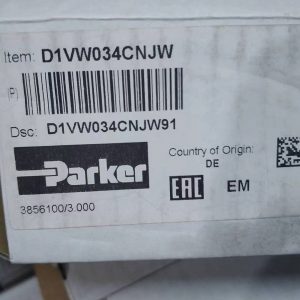 Item: D1VW034CNJW
(P)
Dsc: D1VW034CNJW91
Parker
Country of Origin:
DE
EAC EM
3856100/3.000